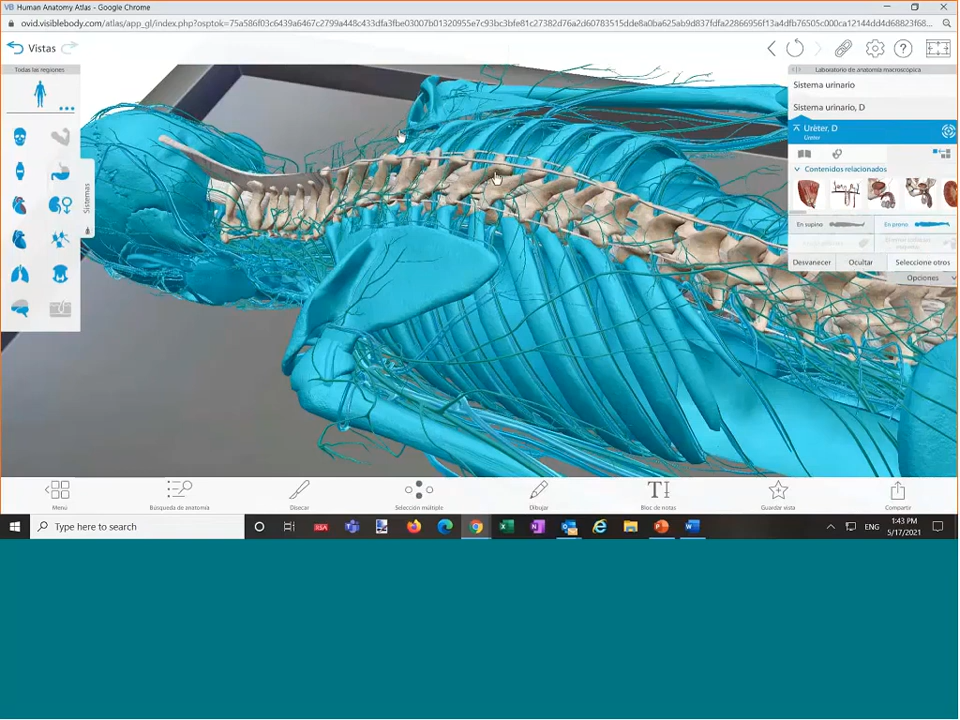 Human Anatomy Atlas - Google Chrome
Vistas
Todas las regiones
Sistemas
Laboratorio de anatomía macroscópica
Sistema urinario
Sistema urinario, D
Uréter, D
Ureter
Contenidos relacionados
En supino
En prono
Desvanecer
Ocultar
Seleccione otros
Opciones
Menú
Búsqueda de anatomía
Disecar
Selección múltiple
Dibujar
Bloc de notas
Guardar vista
Compartir
Type here to search
ENG
1:43 PM
5/17/2021